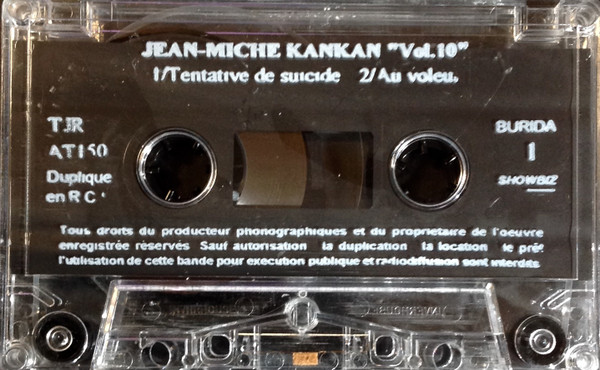 JEAN-MICHE KANKAN "Vol.10"
1/Tentative de suicide 2/Au voleu
TJR
AT150
Duplique
en R C I
BURIDA
1
SHOWBIZ
Tous droits du producteur phonographiques et du proprietaire de l'oeuvre
enregistrée réservés Sauf autorisation la duplication la location le prêt
l'utilisation de cette bande pour execution publique et radiodiffusion sont interdits